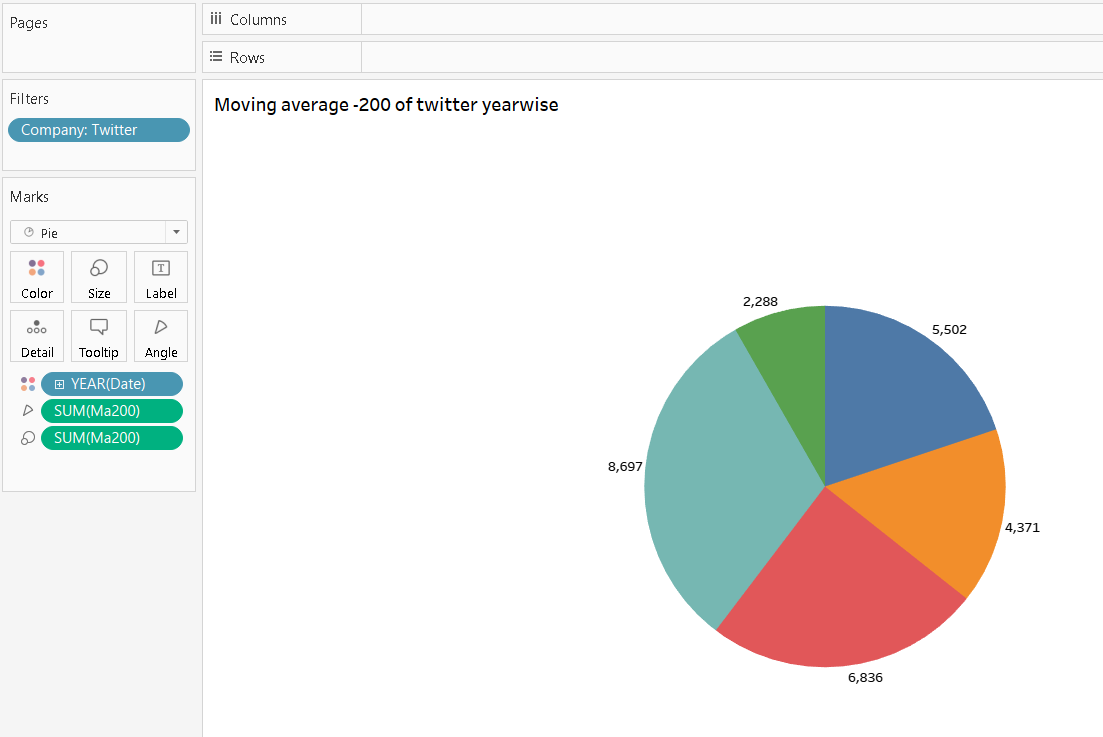 Pages
Columns
Rows
Filters
Company: Twitter
Marks
Pie
Color
Size
Label
Detail
Tooltip
Angle
YEAR(Date)
SUM(Ma200)
SUM(Ma200)
Moving average -200 of twitter yearwise
2,288
5,502
8,697
4,371
6,836